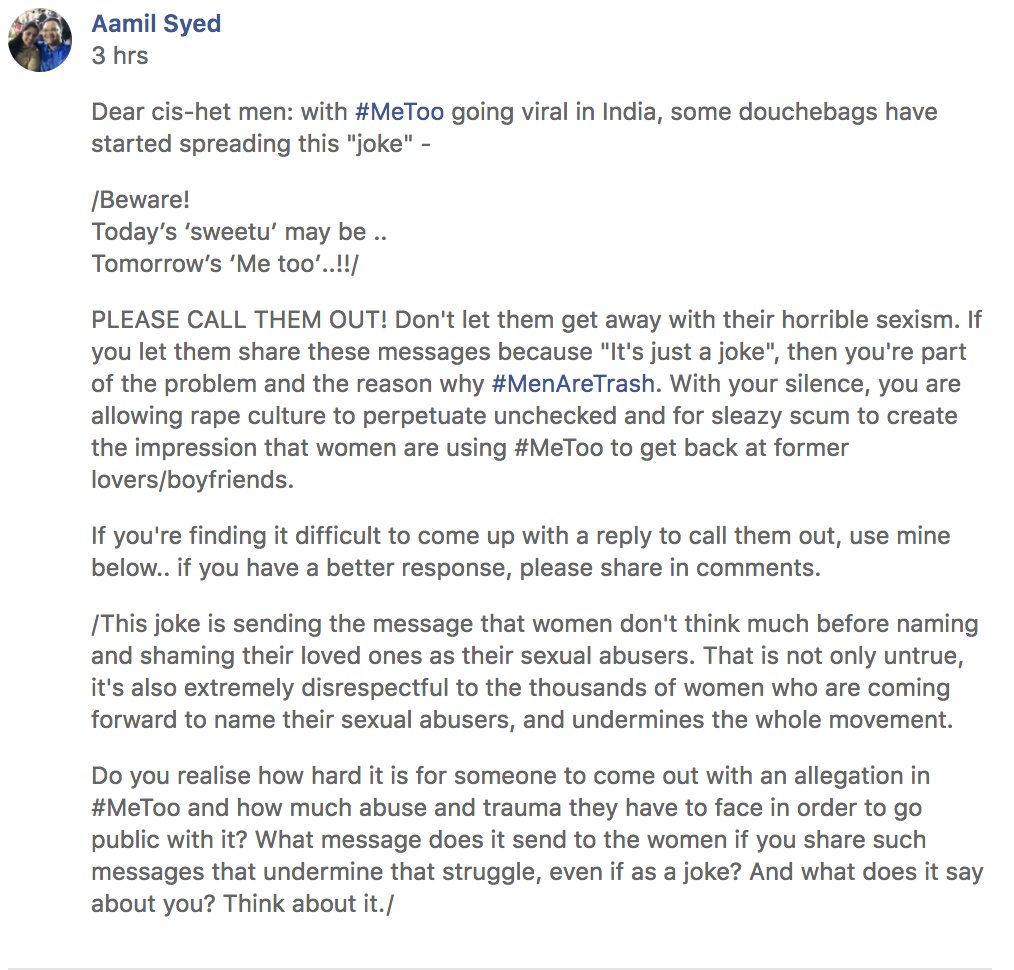 Aamil Syed
3 hrs
Dear cis-het men: with #MeToo going viral in India, some douchebags have
started spreading this "joke" -
/Beware!
Today’s ‘sweetu’ may be ..
Tomorrow’s ‘Me too’..!!/
PLEASE CALL THEM OUT! Don't let them get away with their horrible sexism. If
you let them share these messages because "It's just a joke", then you're part
of the problem and the reason why #MenAreTrash. With your silence, you are
allowing rape culture to perpetuate unchecked and for sleazy scum to create
the impression that women are using #MeToo to get back at former
lovers/boyfriends.
If you're finding it difficult to come up with a reply to call them out, use mine
below.. if you have a better response, please share in comments.
/This joke is sending the message that women don't think much before naming
and shaming their loved ones as their sexual abusers. That is not only untrue,
it's also extremely disrespectful to the thousands of women who are coming
forward to name their sexual abusers, and undermines the whole movement.
Do you realise how hard it is for someone to come out with an allegation in
#MeToo and how much abuse and trauma they have to face in order to go
public with it? What message does it send to the women if you share such
messages that undermine that struggle, even if as a joke? And what does it say
about you? Think about it./